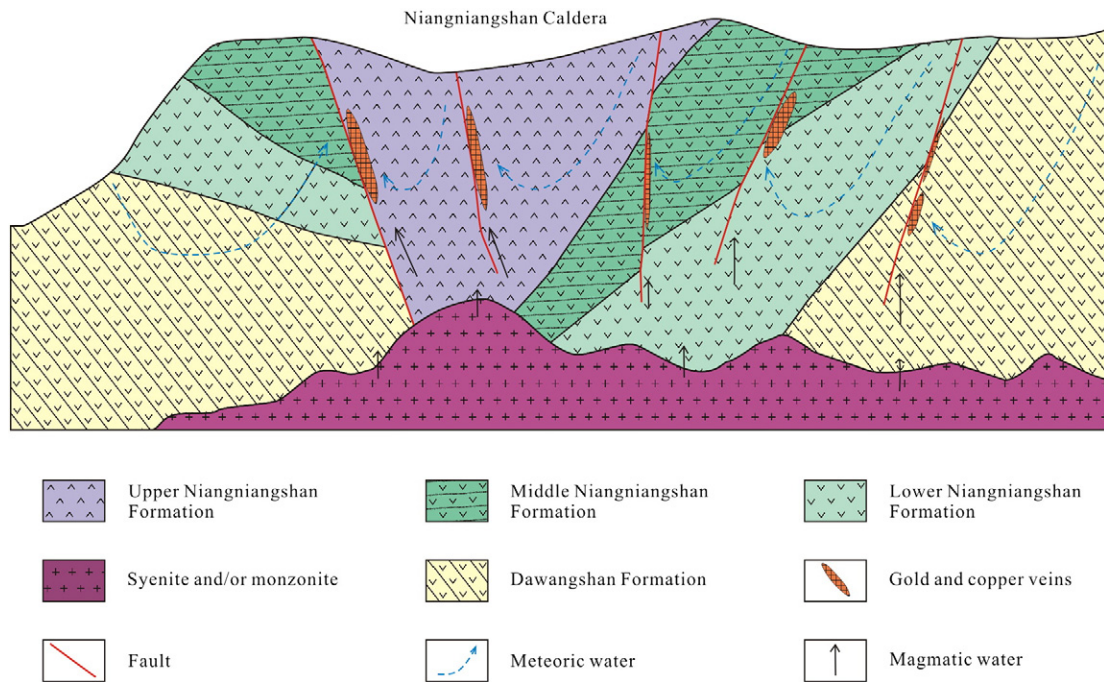 Niangniangshan Caldera
Upper Niangniangshan
Formation
Middle Niangniangshan
Formation
Lower Niangniangshan
Formation
Syenite and/or monzonite
Dawangshan Formation
Gold and copper veins
Fault
Meteoric water
Magmatic water